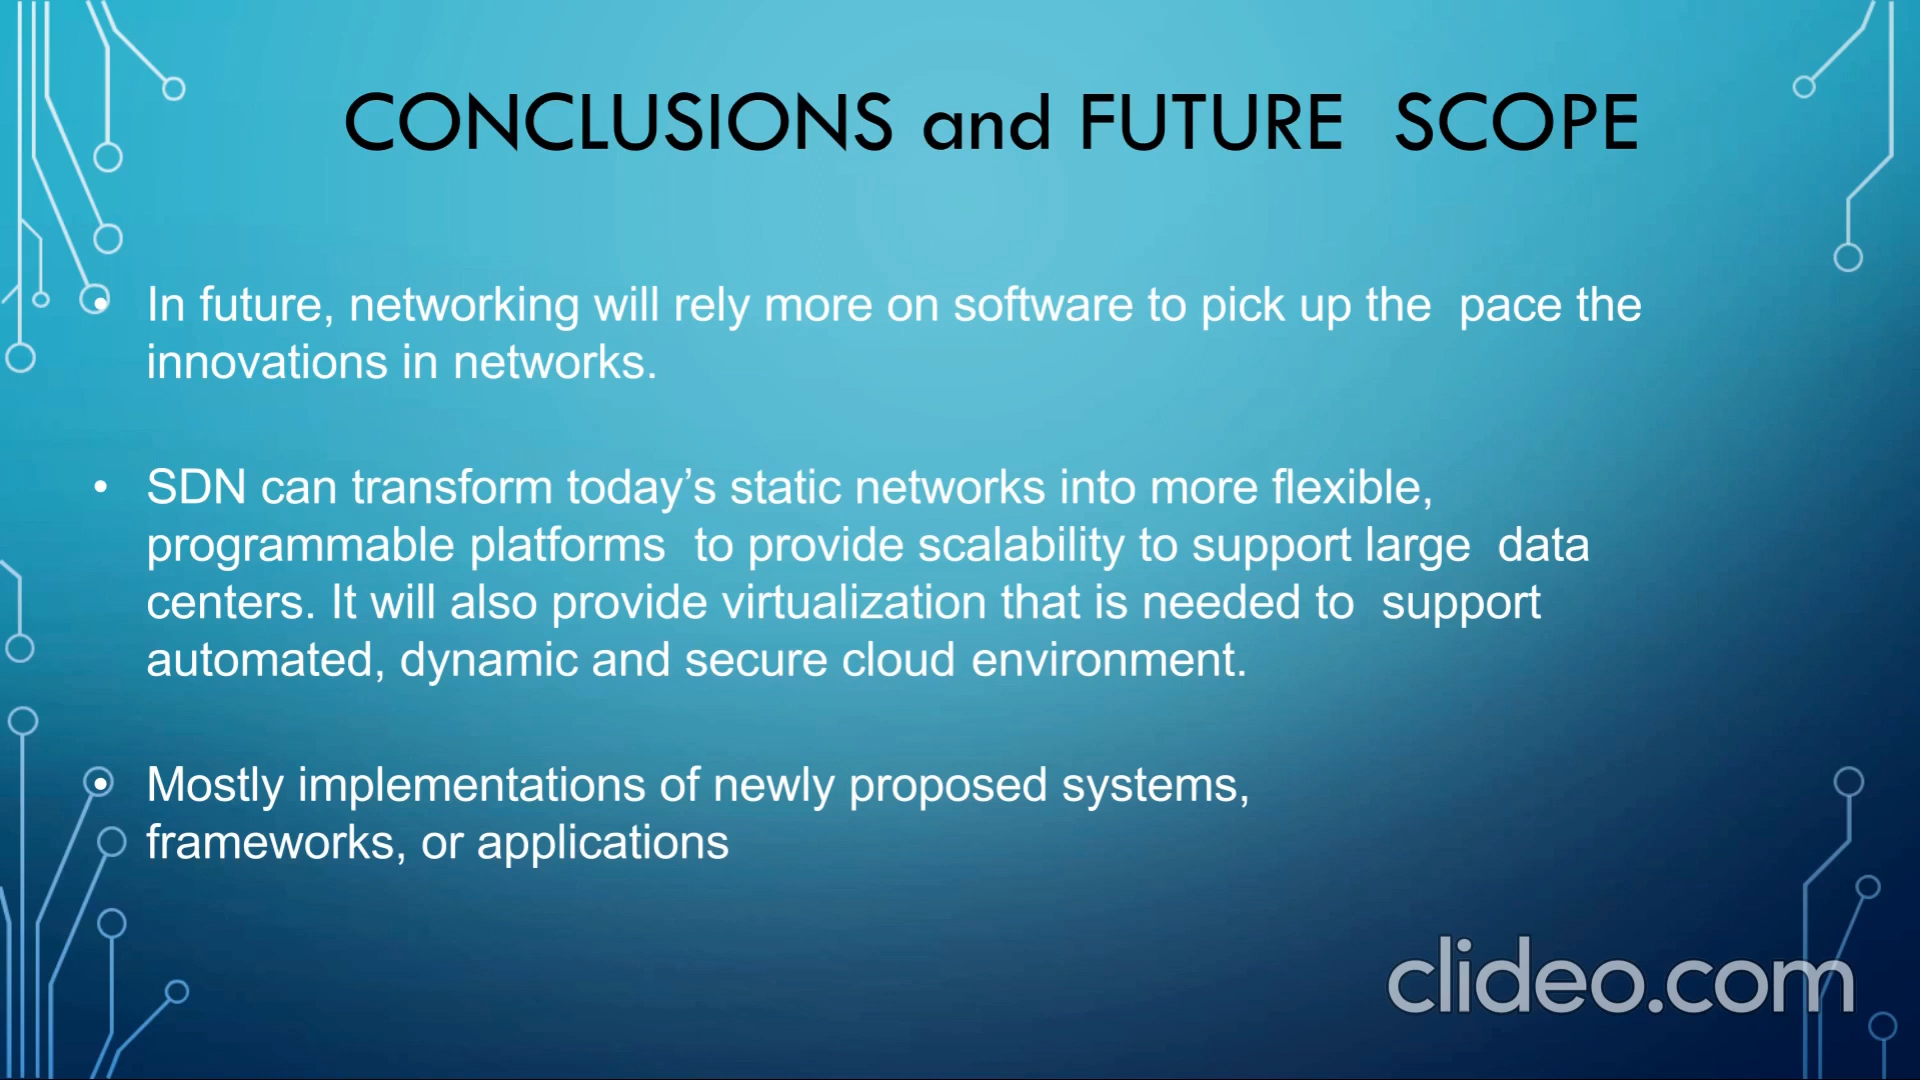 CONCLUSIONS and FUTURE SCOPE
• In future, networking will rely more on software to pick up the pace the
innovations in networks.
• SDN can transform today’s static networks into more flexible,
programmable platforms to provide scalability to support large data
centers. It will also provide virtualization that is needed to support
automated, dynamic and secure cloud environment.
• Mostly implementations of newly proposed systems,
frameworks, or applications
clideo.com